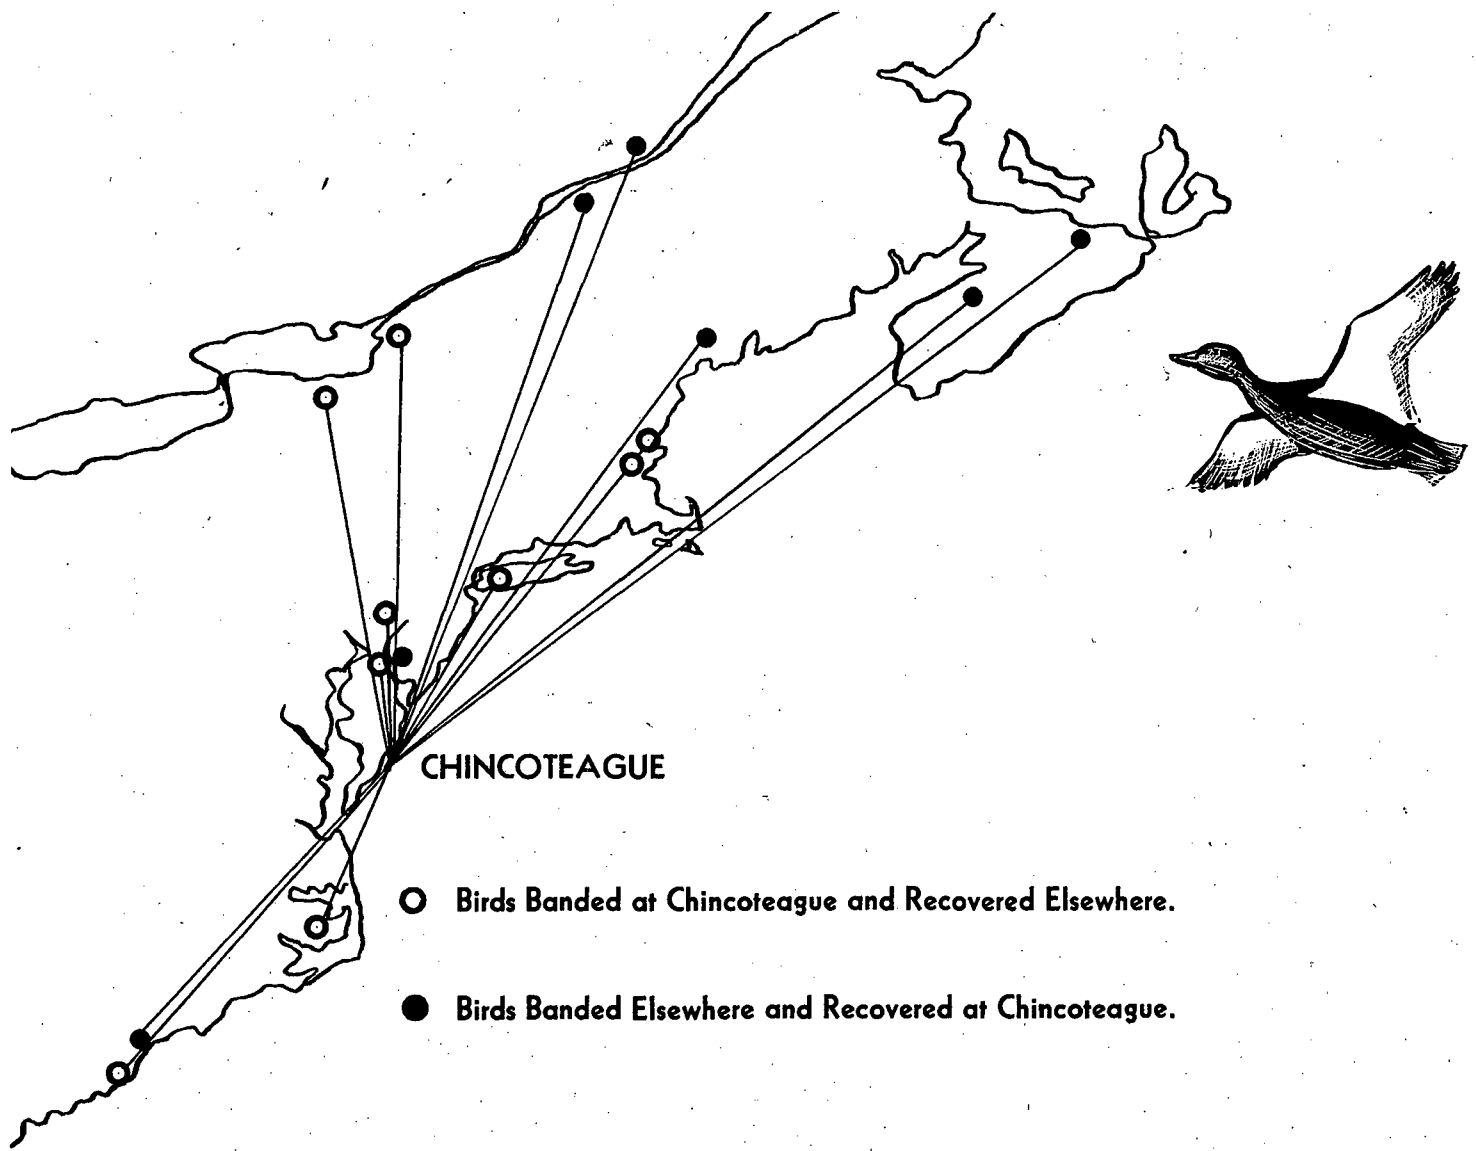 CHINCOTEAGUE
Birds Banded at Chincoteague and Recovered Elsewhere.
Birds Banded Elsewhere and Recovered at Chincoteague.